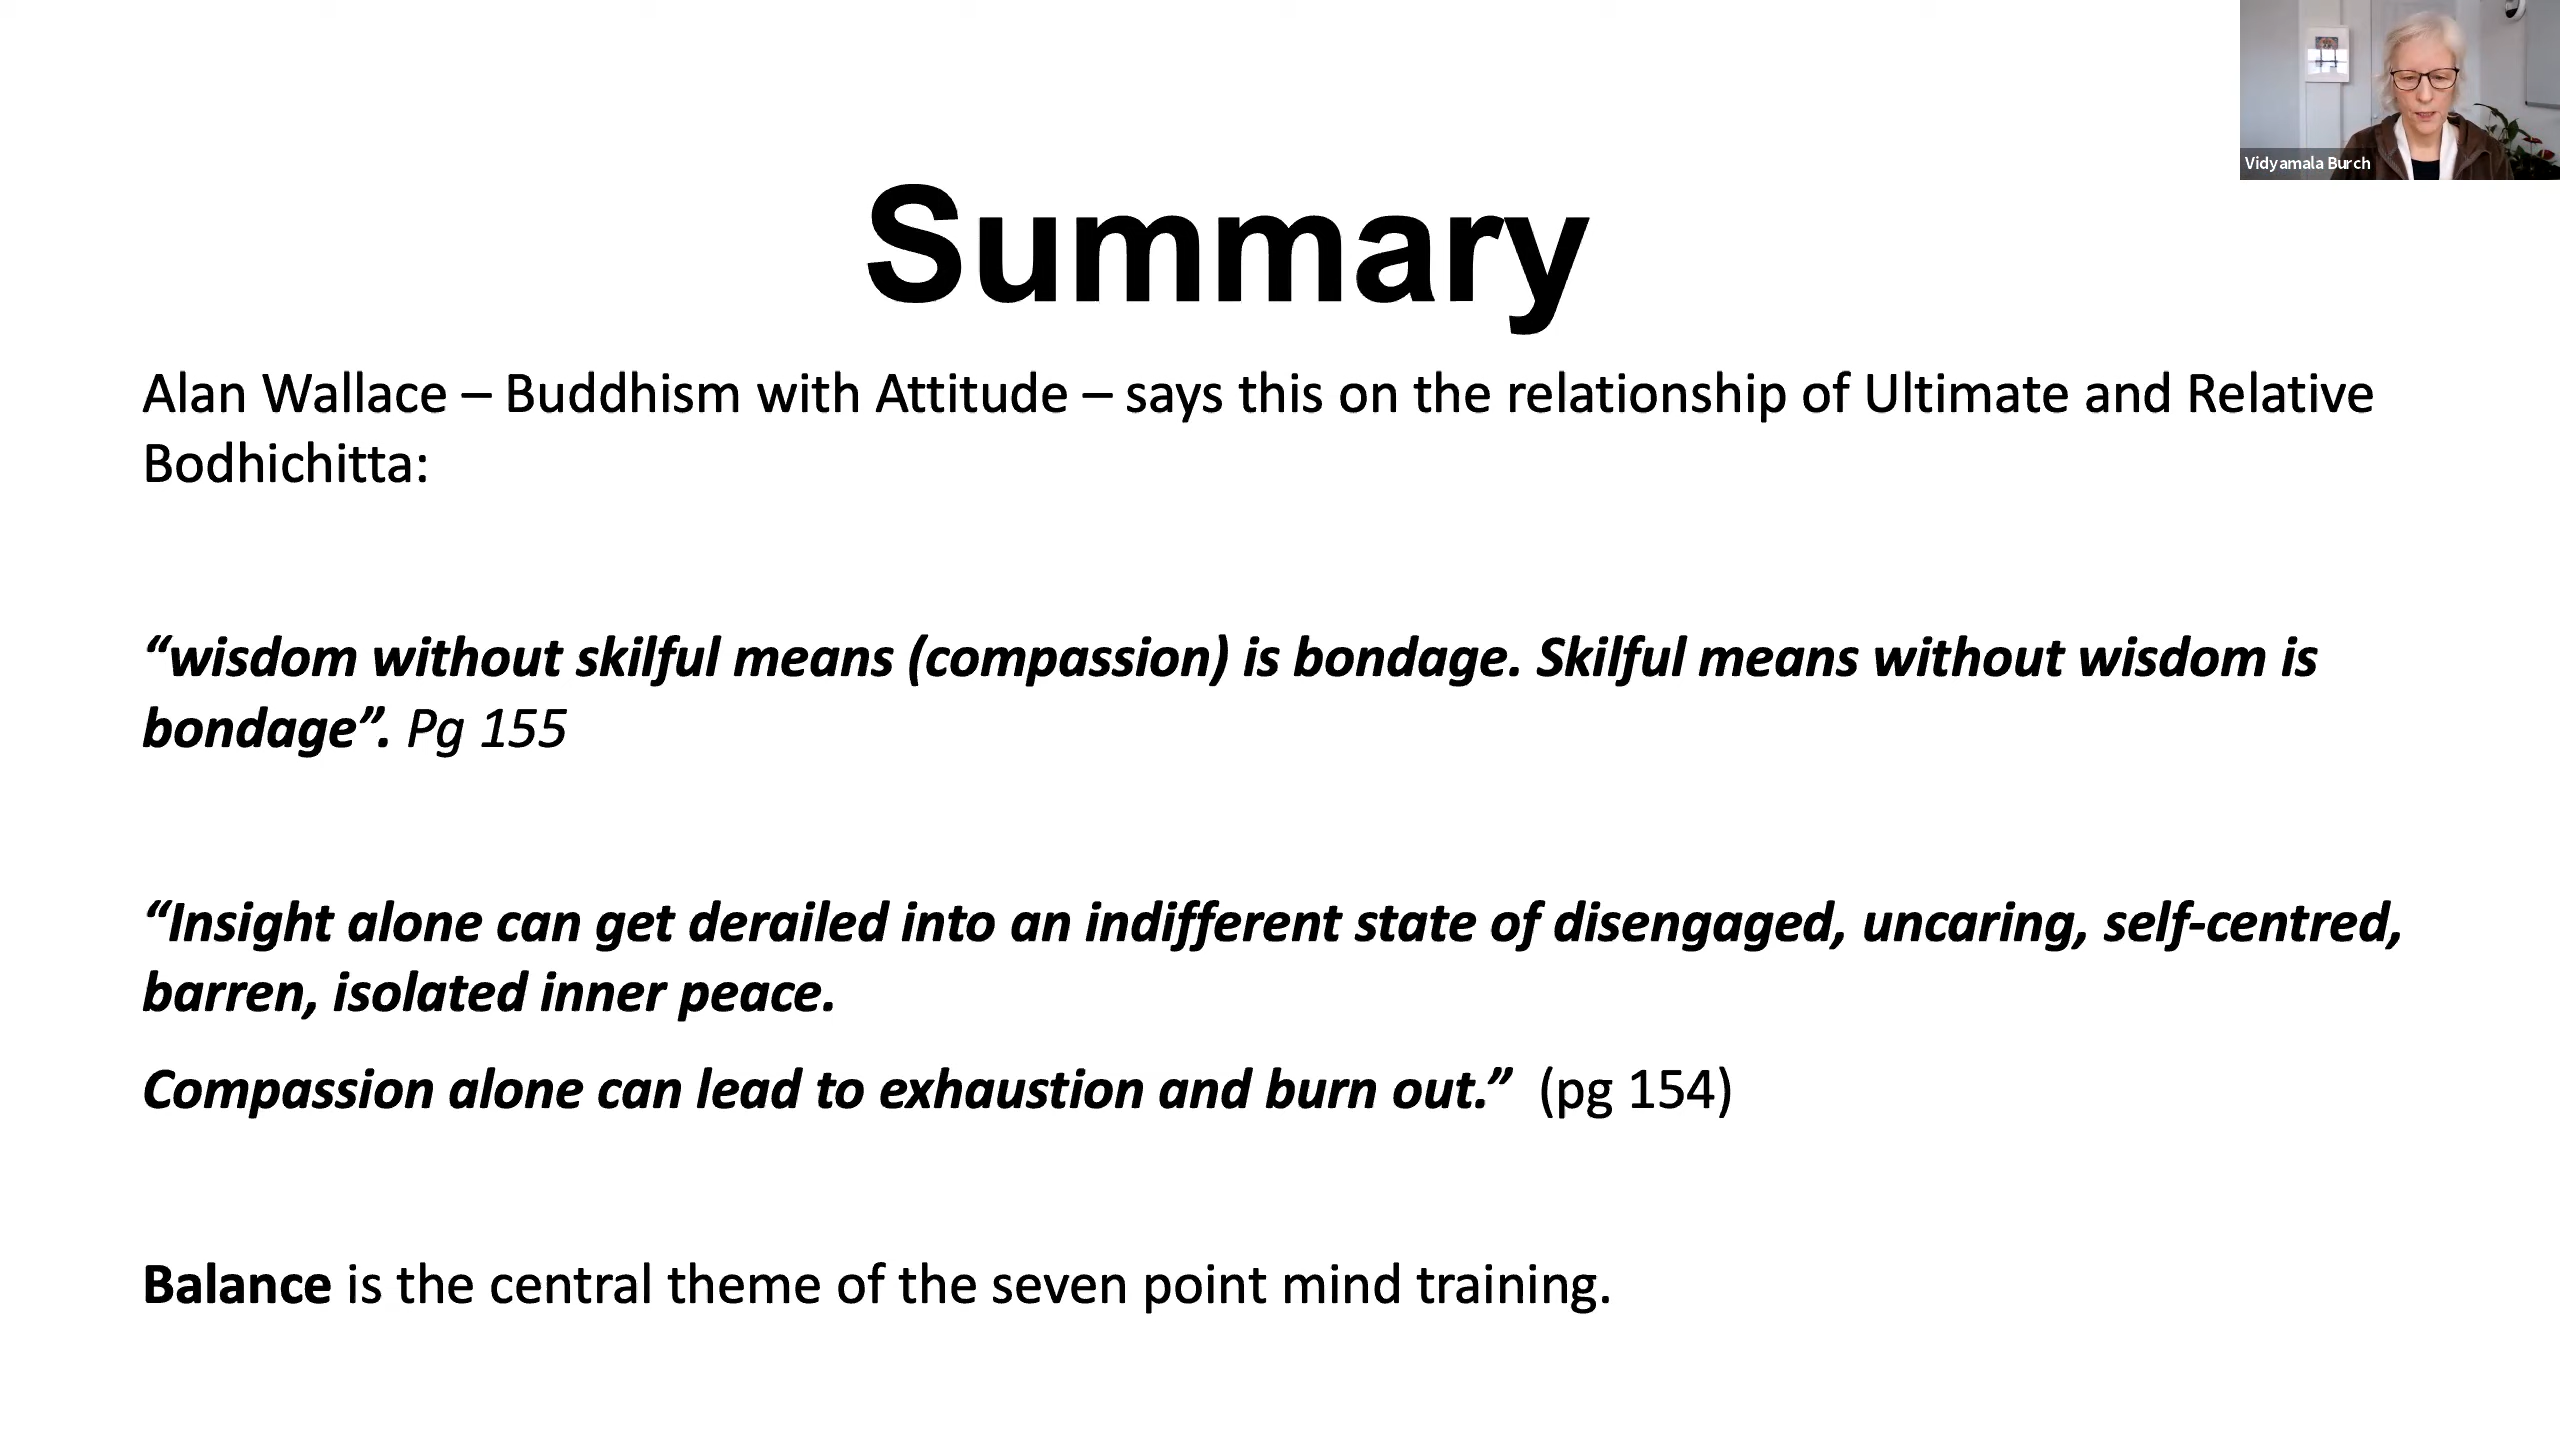 Vidyamala Burch
Summary
Alan Wallace – Buddhism with Attitude – says this on the relationship of Ultimate and Relative
Bodhichitta:
“wisdom without skilful means (compassion) is bondage. Skilful means without wisdom is
bondage”. Pg 155
“Insight alone can get derailed into an indifferent state of disengaged, uncaring, self-centred,
barren, isolated inner peace.
Compassion alone can lead to exhaustion and burn out.” (pg 154)
Balance is the central theme of the seven point mind training.